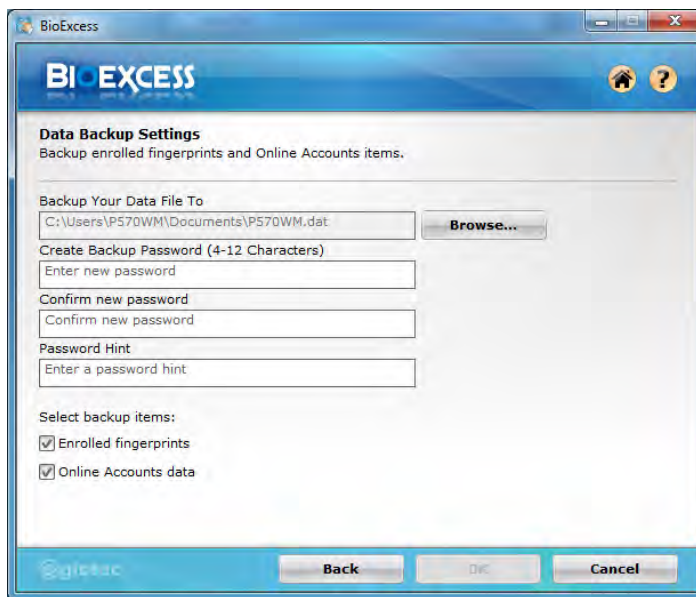 BioExcess
BIOEXCESS
Data Backup Settings
Backup enrolled fingerprints and Online Accounts items.
Backup Your Data File To
C:\Users\P570WM\Documents\P570WM.dat
Browse...
Create Backup Password (4-12 Characters)
Enter new password
Confirm new password
Confirm new password
Password Hint
Enter a password hint
Select backup items:
Enrolled fingerprints
Online Accounts data
Back
OK
Cancel